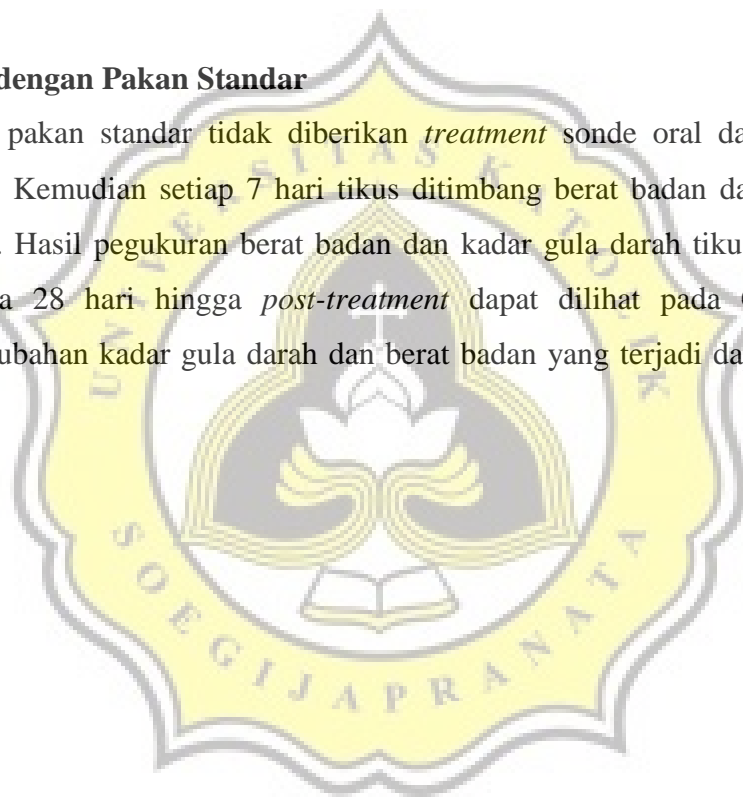 dengan Pakan Standar
pakan standar tidak diberikan treatment sonde oral da
Kemudian setiap 7 hari tikus ditimbang berat badan da
. Hasil pegukuran berat badan dan kadar gula darah tiku
a 28 hari hingga post-treatment dapat dilihat pada
ubahan kadar gula darah dan berat badan yang terjadi da
UNIVERSITAS KATOLIK
SOEGIJAPRANATA